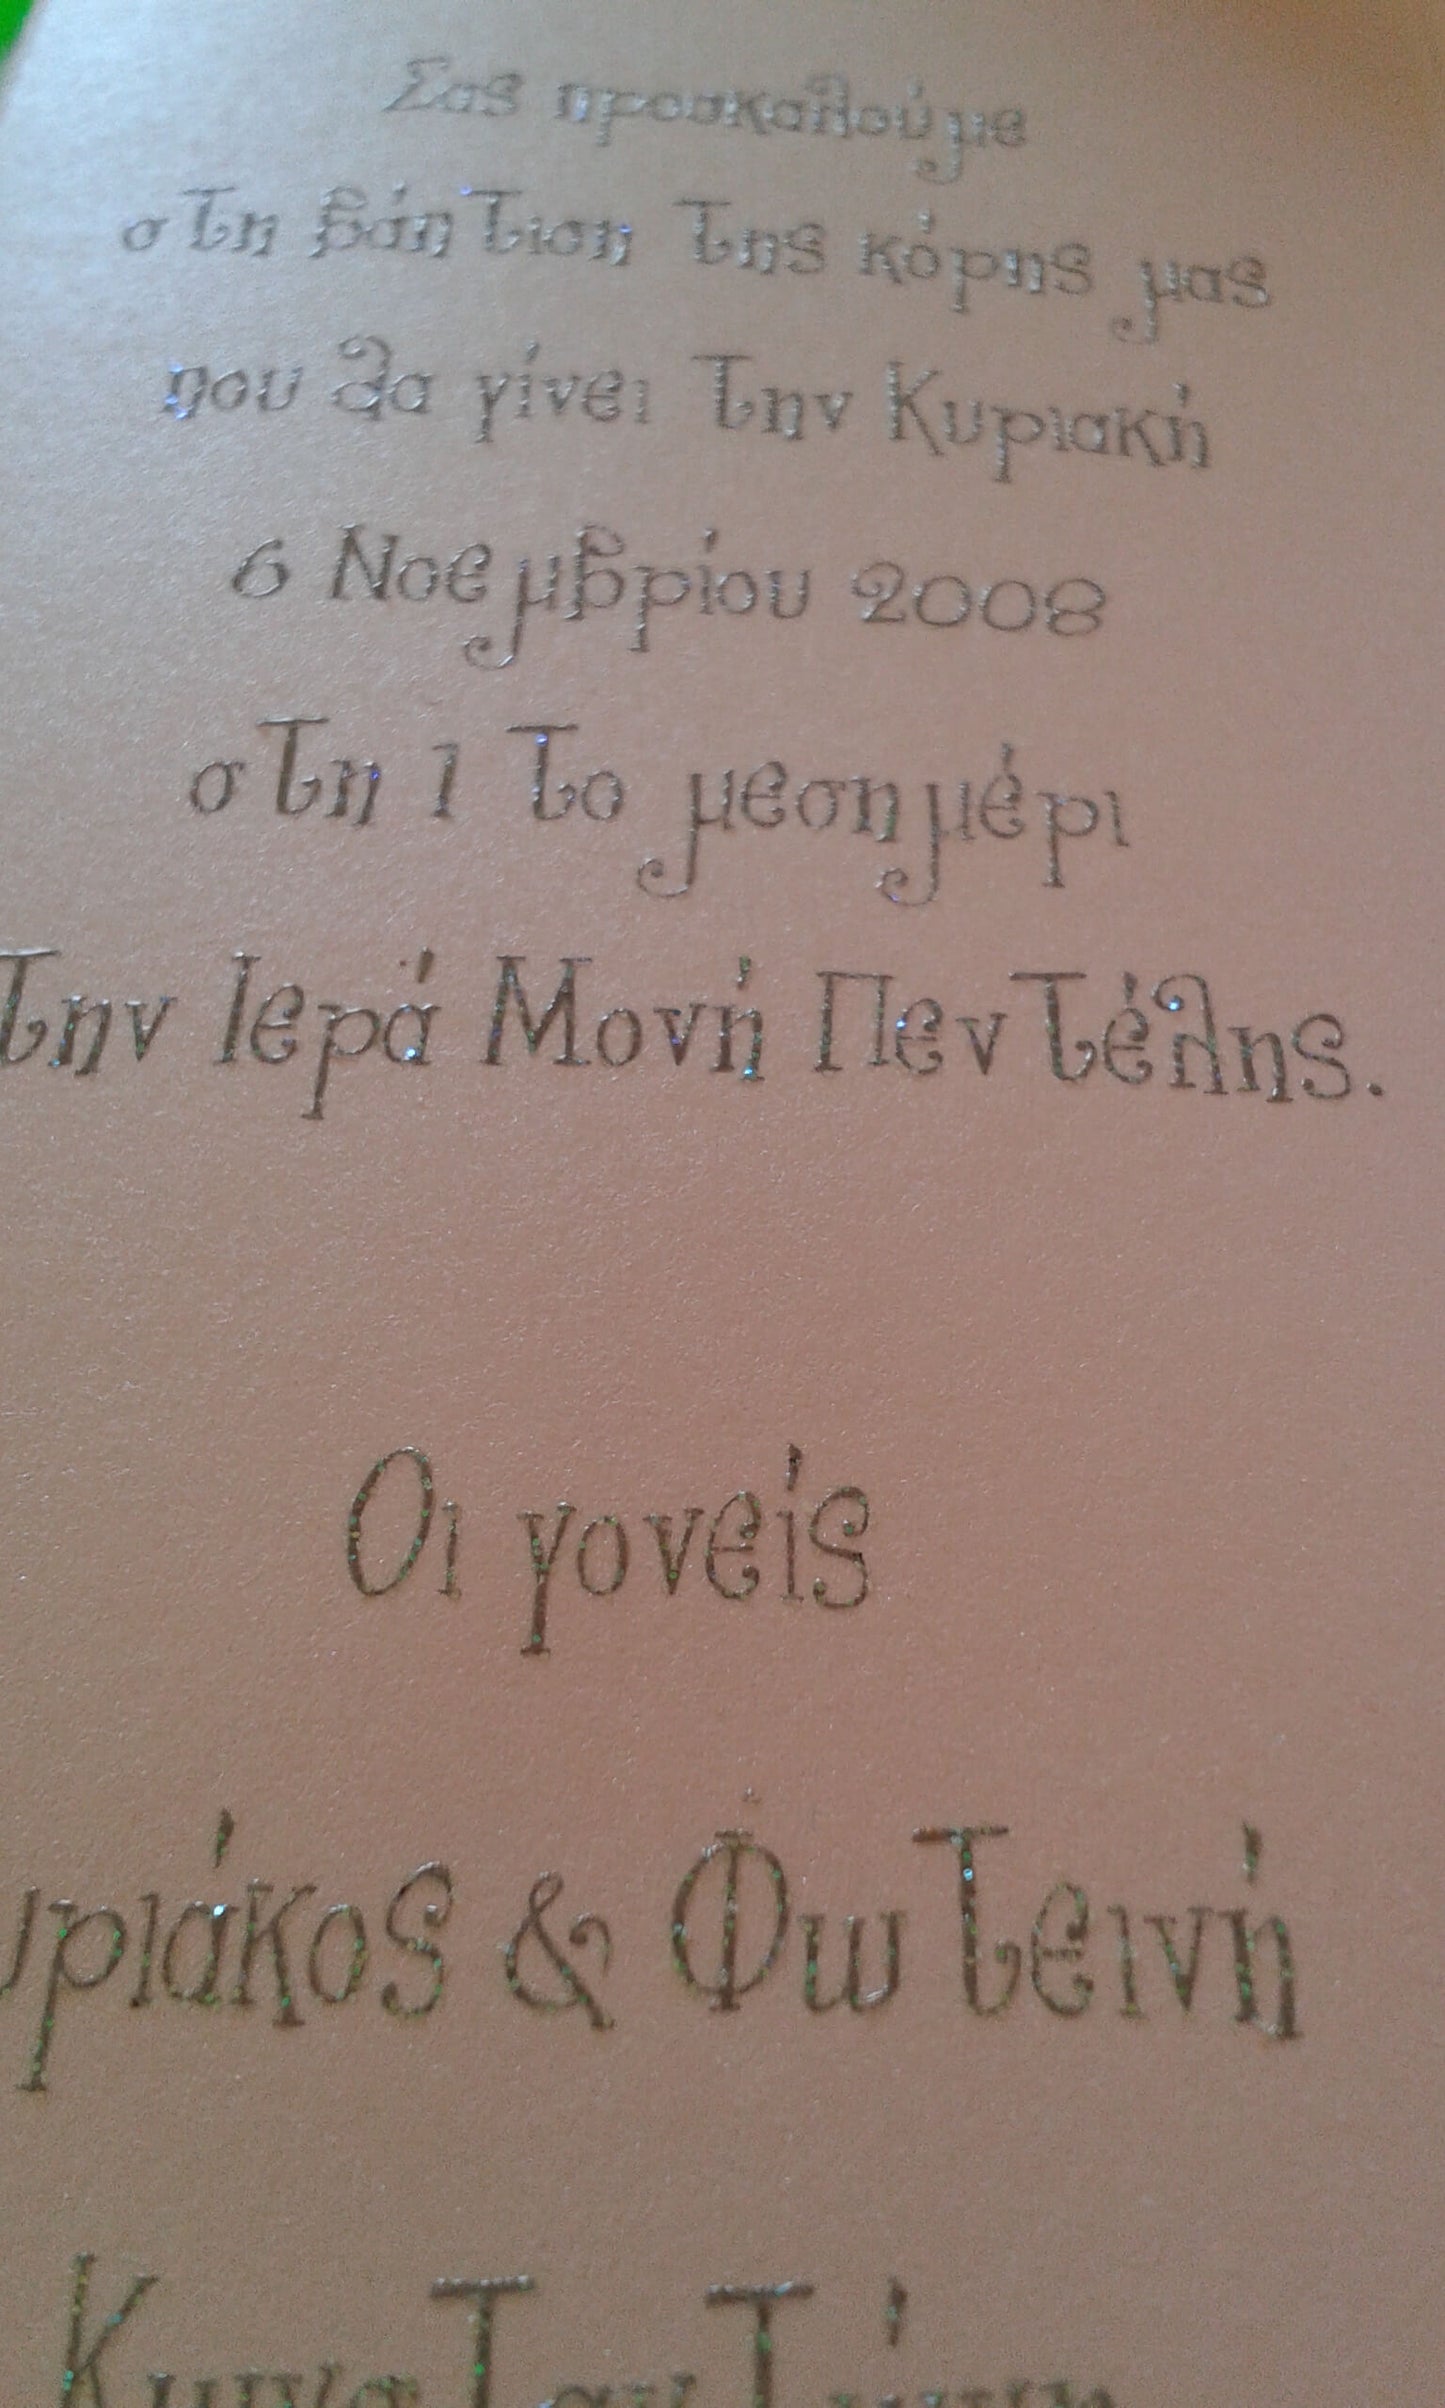 Σας προσκαλούμε
στη βάπτιση της κόρης μας
που θα γίνει την Κυριακή
6 Νοεμβρίου 2008
στη 1 το μεσημέρι
την Ιερά Μονή Πεντέλης.
Οι γονείς
υριάκος & Φωτεινή